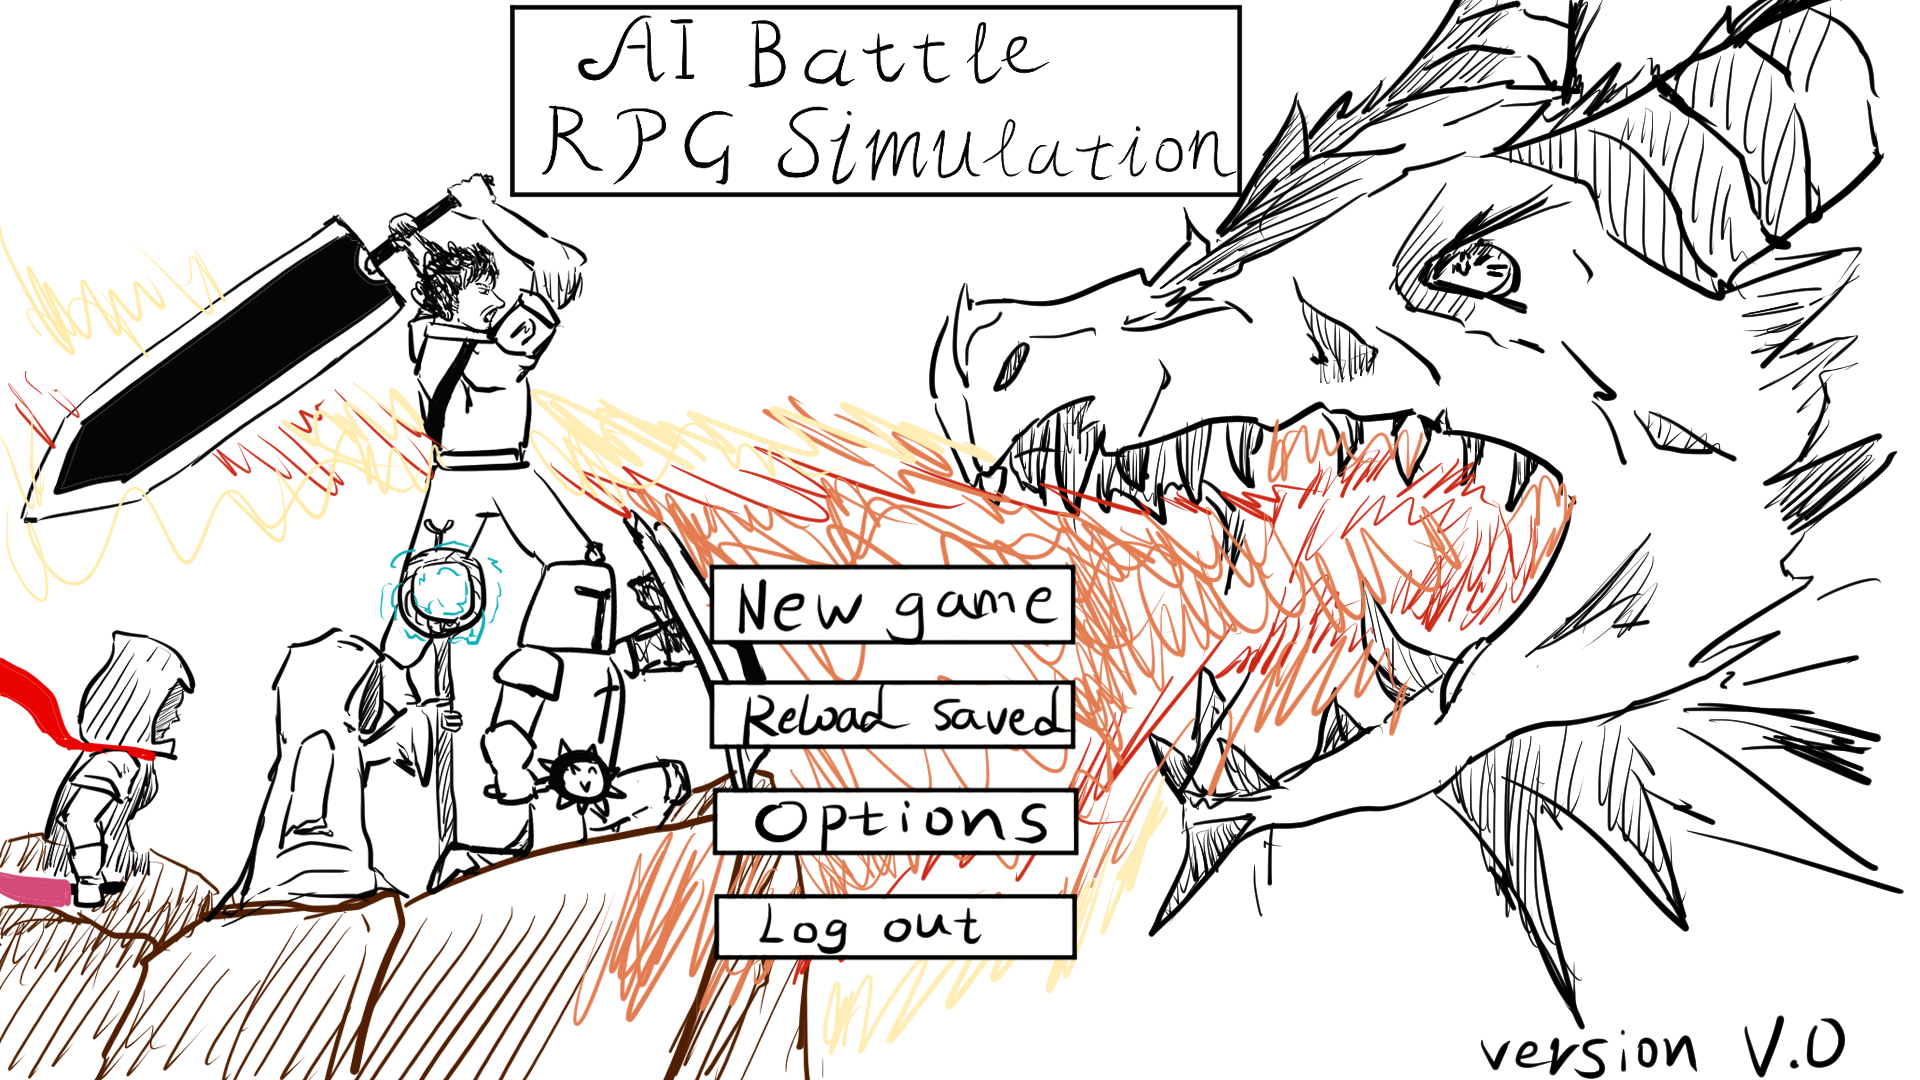 AI Battle
RPG Simulation
New game
Reload saved
Options
Log out
version V.0